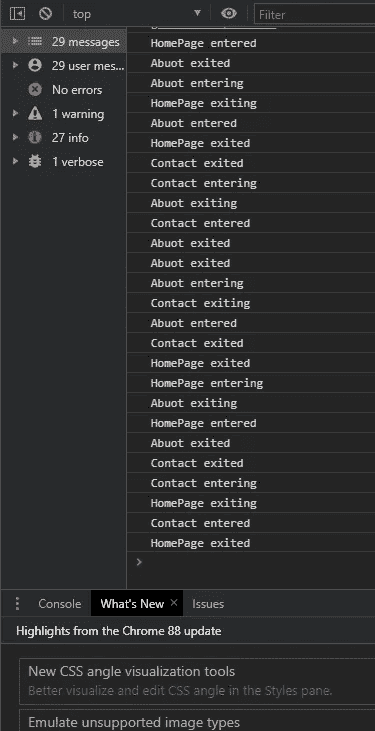 top
Filter
29 messages
29 user mes...
No errors
1 warning
27 info
1 verbose
HomePage entered
Abuot exited
Abuot entering
HomePage exiting
Abuot entered
HomePage exited
Contact exited
Contact entering
Abuot exiting
Contact entered
Abuot exited
Abuot exited
Abuot entering
Contact exiting
Abuot entered
Contact exited
HomePage exited
HomePage entering
Abuot exiting
HomePage entered
Abuot exited
Contact exited
Contact entering
HomePage exiting
Contact entered
HomePage exited
Console
What's New
Issues
Highlights from the Chrome 88 update
New CSS angle visualization tools
Better visualize and edit CSS angle in the Styles pane.
Emulate unsupported image types